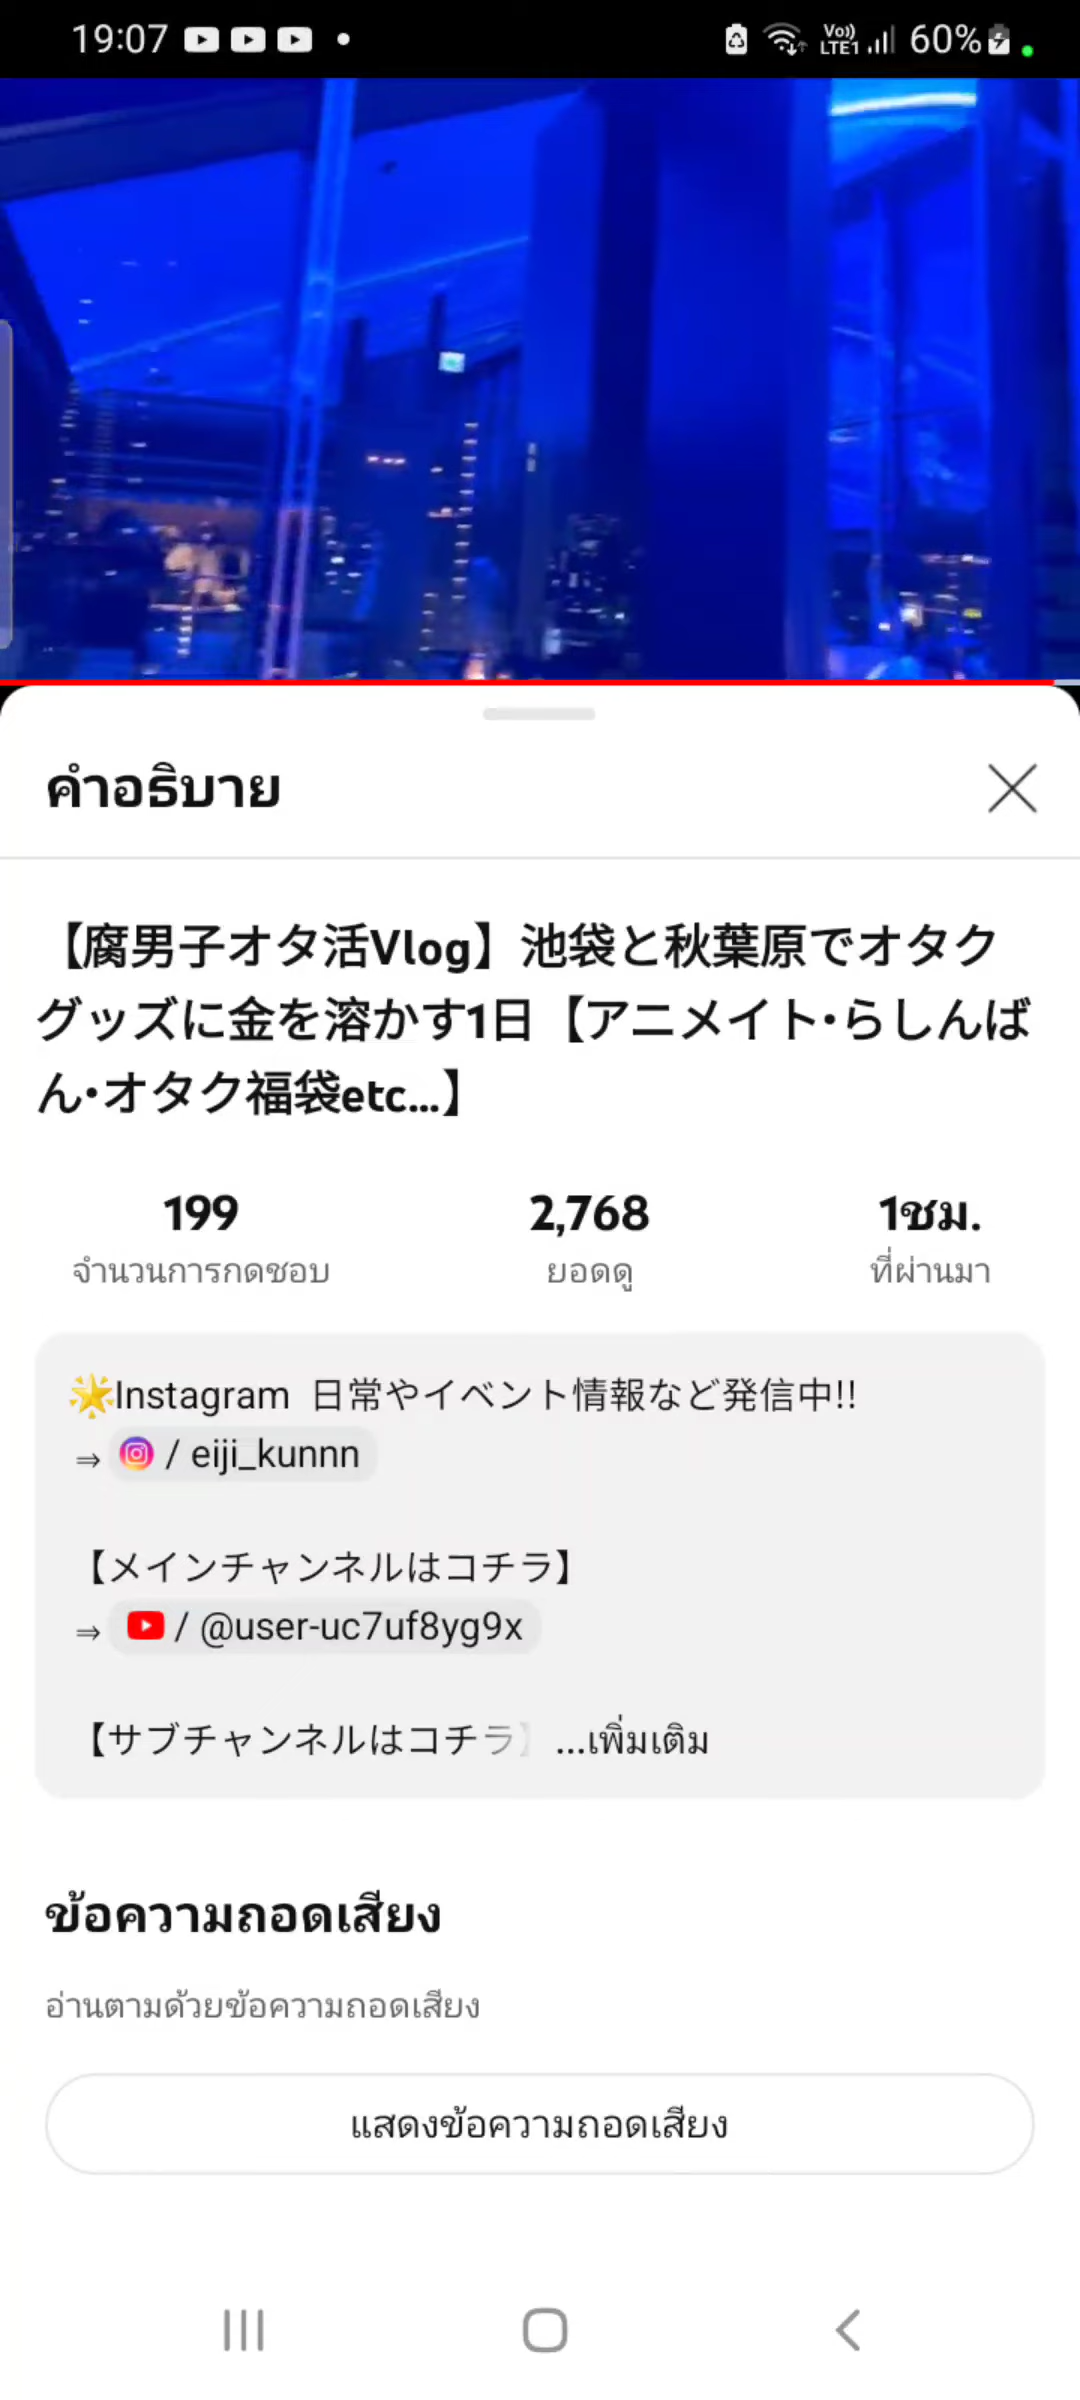 19:07
Vo)) LTE1 60%
คำอธิบาย
【腐男子オタ活Vlog】池袋と秋葉原でオタク
グッズに金を溶かす1日【アニメイト・らしんば
ん・オタク福袋etc...】
199 2,768 1ชม.
จำนวนการกดชอบ ยอดดู ที่ผ่านมา
🌟Instagram 日常やイベント情報など発信中!!
⇒ / eiji_kunnn
【メインチャンネルはコチラ】
⇒ / @user-uc7uf8yg9x
【サブチャンネルはコチラ】 ...เพิ่มเติม
ข้อความถอดเสียง
อ่านตามด้วยข้อความถอดเสียง
แสดงข้อความถอดเสียง